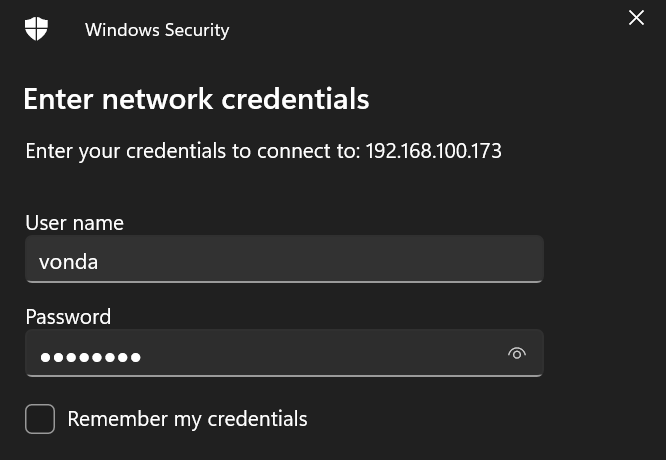 Windows Security
Enter network credentials
Enter your credentials to connect to: 192.168.100.173
User name
vonda
Password
●●●●●●●●
Remember my credentials